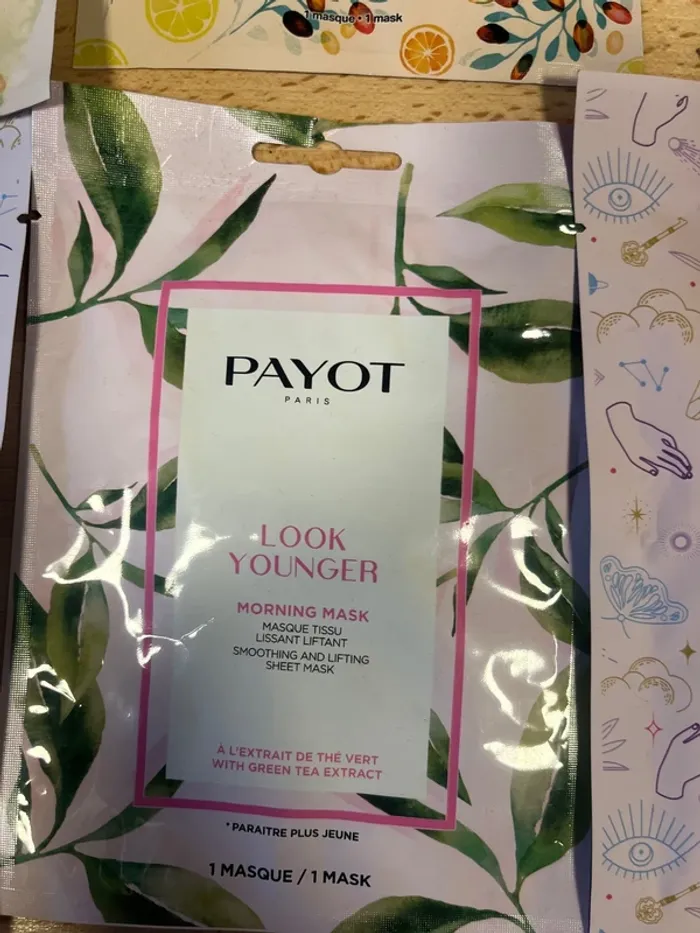 1 masque • 1 mask
PAYOT
PARIS
LOOK
YOUNGER
MORNING MASK
MASQUE TISSU
LISSANT LIFTANT
SMOOTHING AND LIFTING
SHEET MASK
À L'EXTRAIT DE THÉ VERT
WITH GREEN TEA EXTRACT
*PARAITRE PLUS JEUNE
1 MASQUE / 1 MASK